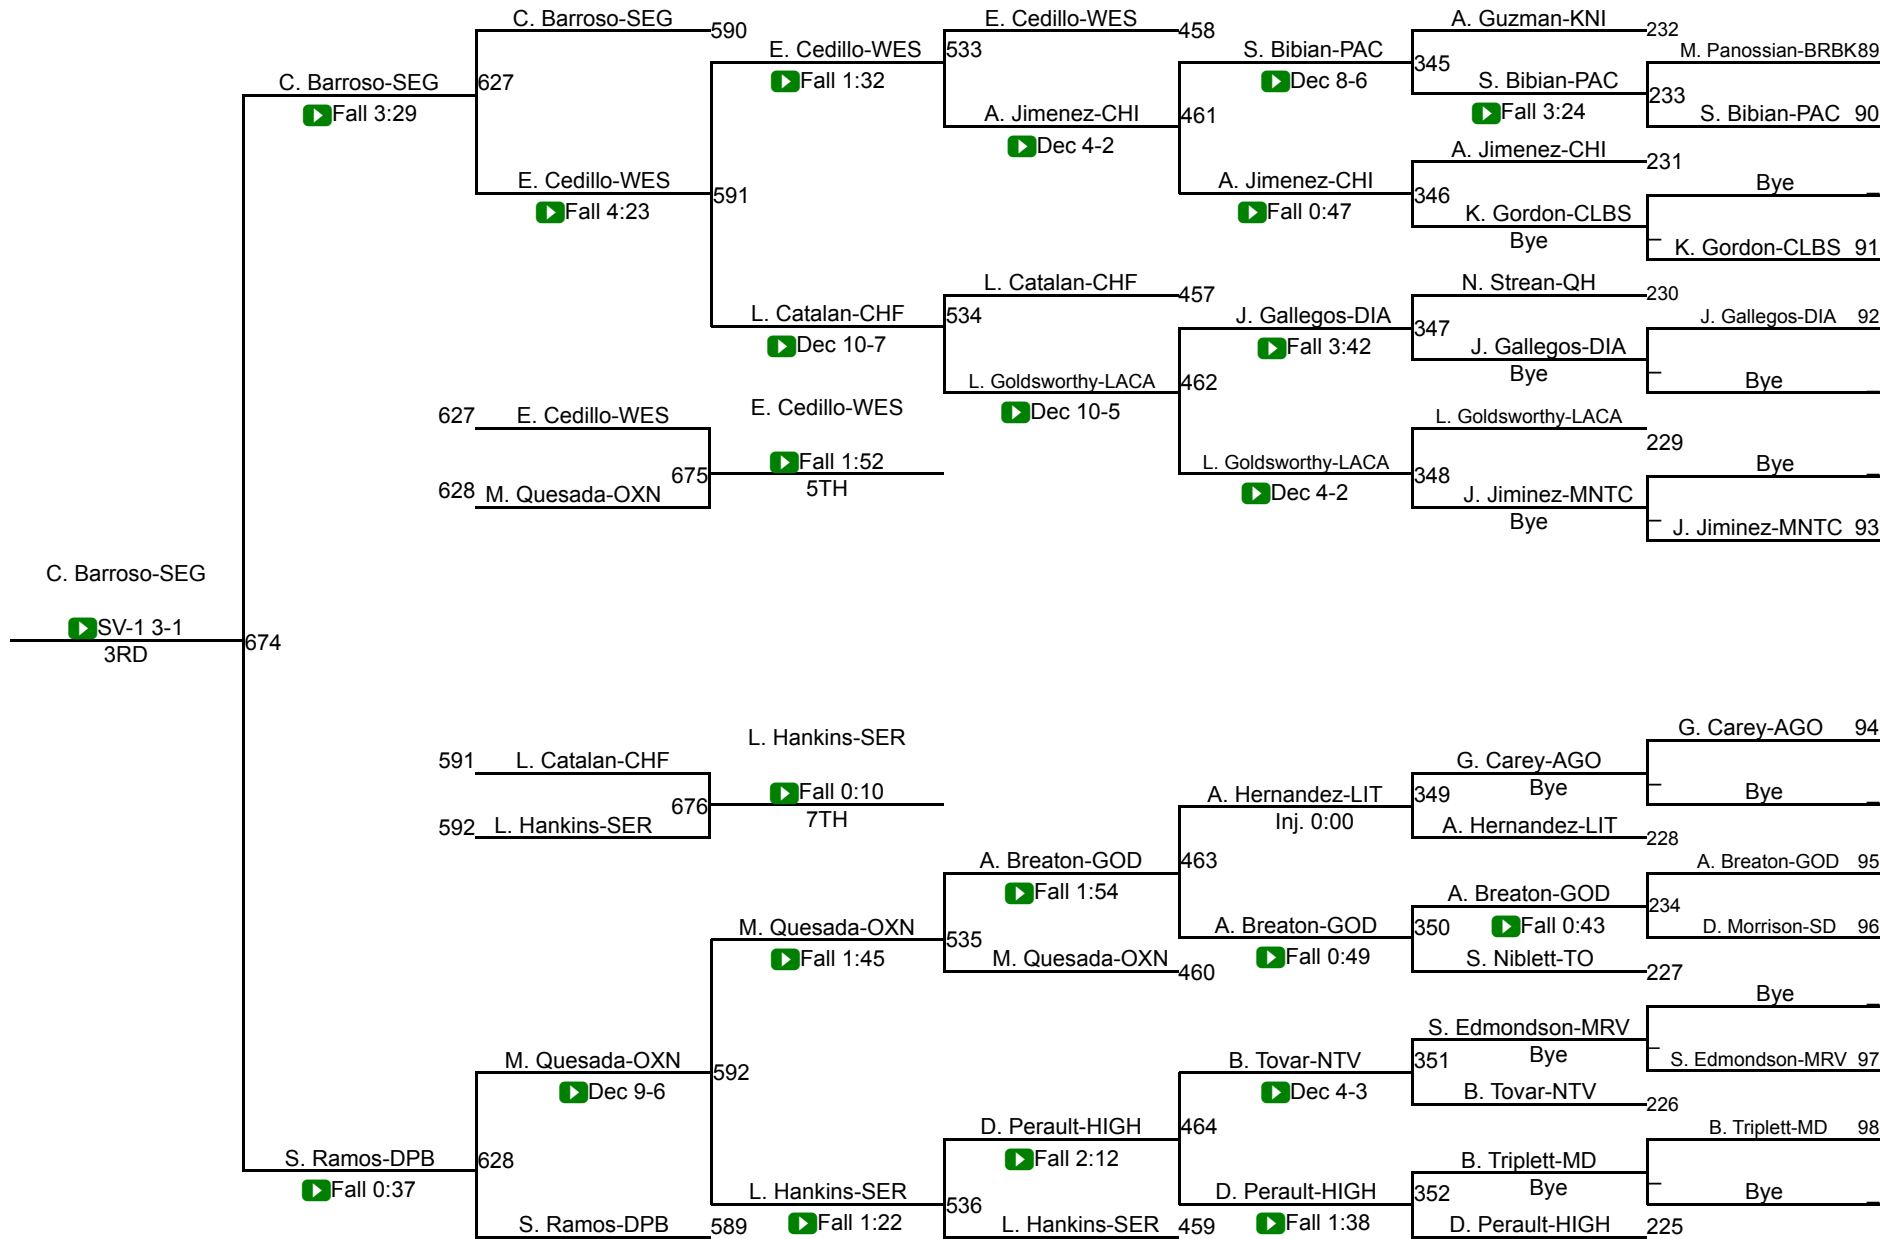 C. Barroso-SEG
590
627
E. Cedillo-WES
Fall 4:23
C. Barroso-SEG
Fall 3:29
E. Cedillo-WES
Fall 1:32
591
L. Catalan-CHF
Dec 10-7
E. Cedillo-WES
458
533
A. Jimenez-CHI
Dec 4-2
S. Bibian-PAC
Dec 8-6
461
A. Jimenez-CHI
Fall 0:47
A. Guzman-KNI
232
345
S. Bibian-PAC
Fall 3:24
M. Panossian-BRBK 89
233
S. Bibian-PAC 90
A. Jimenez-CHI
231
346
K. Gordon-CLBS
Bye
Bye _
_
K. Gordon-CLBS 91
L. Catalan-CHF
457
534
L. Goldsworthy-LACA
Dec 10-5
J. Gallegos-DIA
Fall 3:42
462
L. Goldsworthy-LACA
Dec 4-2
N. Strean-QH
230
347
J. Gallegos-DIA
Bye
J. Gallegos-DIA 92
_
Bye _
L. Goldsworthy-LACA
229
348
J. Jiminez-MNTC
Bye
Bye _
_
J. Jiminez-MNTC 93
627 E. Cedillo-WES
675
628 M. Quesada-OXN
E. Cedillo-WES
Fall 1:52
5TH
C. Barroso-SEG
SV-1 3-1
3RD
674
591 L. Catalan-CHF
676
592 L. Hankins-SER
L. Hankins-SER
Fall 0:10
7TH
G. Carey-AGO 94
_
Bye _
G. Carey-AGO
Bye
349
A. Hernandez-LIT
228
A. Hernandez-LIT
Inj. 0:00
463
A. Breaton-GOD
Fall 0:49
A. Breaton-GOD 95
234
D. Morrison-SD 96
A. Breaton-GOD
Fall 0:43
350
S. Niblett-TO
227
A. Breaton-GOD
Fall 1:54
535
M. Quesada-OXN
460
M. Quesada-OXN
Fall 1:45
592
L. Hankins-SER
Fall 1:22
Bye _
_
S. Edmondson-MRV 97
S. Edmondson-MRV
Bye
351
B. Tovar-NTV
226
B. Tovar-NTV
Dec 4-3
464
D. Perault-HIGH
Fall 1:38
B. Triplett-MD 98
_
Bye _
B. Triplett-MD
Bye
352
D. Perault-HIGH
225
D. Perault-HIGH
Fall 2:12
536
L. Hankins-SER
459
M. Quesada-OXN
Dec 9-6
628
S. Ramos-DPB
589
S. Ramos-DPB
Fall 0:37